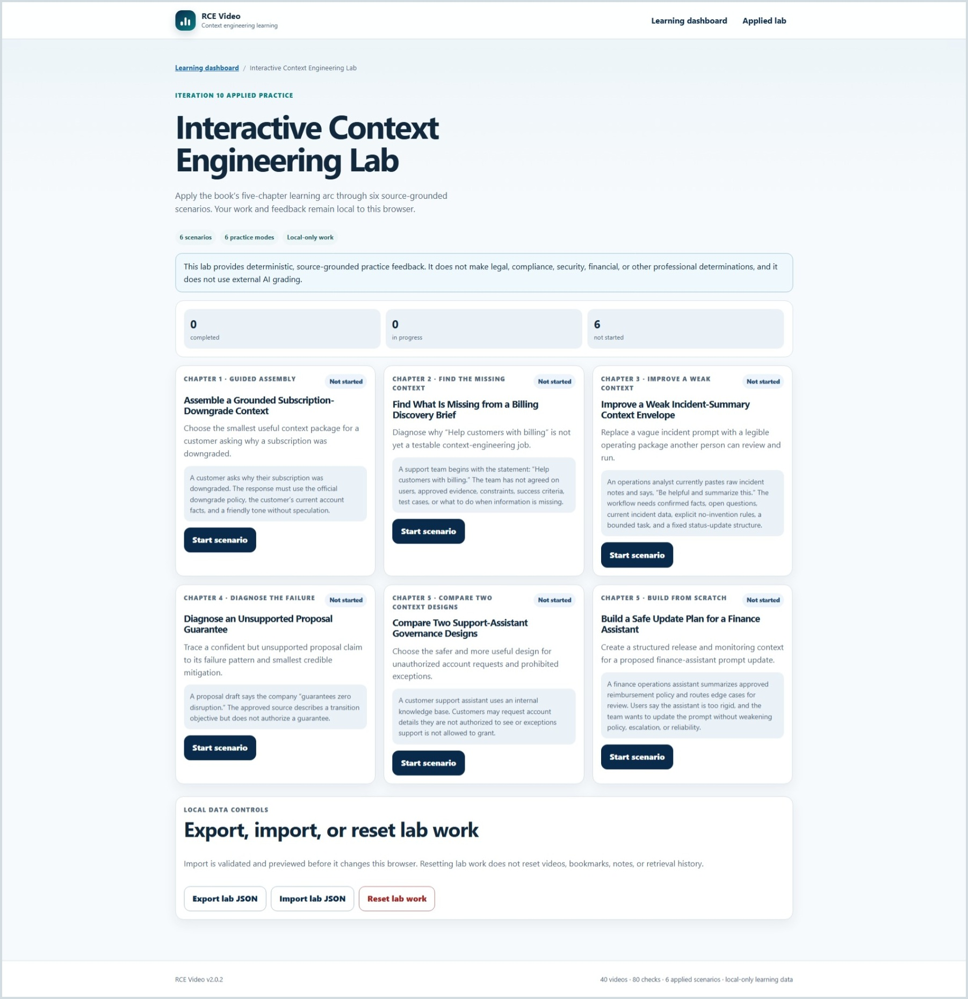 RCE Video
Context engineering learning
Learning dashboard
Applied lab
Learning dashboard / Interactive Context Engineering Lab
ITERATION 10 APPLIED PRACTICE
Interactive Context
Engineering Lab
Apply the book’s five-chapter learning arc through six source-grounded
scenarios. Your work and feedback remain local to this browser.
6 scenarios
6 practice modes
Local-only work
This lab provides deterministic, source-grounded practice feedback. It does not make legal, compliance, security, financial, or other professional determinations, and it
does not use external AI grading.
0
completed
0
in progress
6
not started
CHAPTER 1 · GUIDED ASSEMBLY
Not started
Assemble a Grounded Subscription-
Downgrade Context
Choose the smallest useful context package for a
customer asking why a subscription was
downgraded.
A customer asks why their subscription was
downgraded. The response must use the official
downgrade policy, the customer’s current account
facts, and a friendly tone without speculation.
Start scenario
CHAPTER 2 · FIND THE MISSING
CONTEXT
Not started
Find What Is Missing from a Billing
Discovery Brief
Diagnose why “Help customers with billing” is not
yet a testable context-engineering job.
A support team begins with the statement: “Help
customers with billing.” The team has not agreed on
users, approved evidence, constraints, success criteria,
test cases, or what to do when information is missing.
Start scenario
CHAPTER 3 · IMPROVE A WEAK
CONTEXT
Not started
Improve a Weak Incident-Summary
Context Envelope
Replace a vague incident prompt with a legible
operating package another person can review and
run.
An operations analyst currently pastes raw incident
notes and says, “Be helpful and summarize this.” The
workflow needs confirmed facts, open questions,
current incident data, explicit no-invention rules, a
bounded task, and a fixed status-update structure.
Start scenario
CHAPTER 4 · DIAGNOSE THE FAILURE
Not started
Diagnose an Unsupported Proposal
Guarantee
Trace a confident but unsupported proposal claim
to its failure pattern and smallest credible
mitigation.
A proposal draft says the company “guarantees zero
disruption.” The approved source describes a transition
objective but does not authorize a guarantee.
Start scenario
CHAPTER 5 · COMPARE TWO
CONTEXT DESIGNS
Not started
Compare Two Support-Assistant
Governance Designs
Choose the safer and more useful design for
unauthorized account requests and prohibited
exceptions.
A customer support assistant uses an internal
knowledge base. Customers may request account
details they are not authorized to see or exceptions
support is not allowed to grant.
Start scenario
CHAPTER 5 · BUILD FROM SCRATCH
Not started
Build a Safe Update Plan for a Finance
Assistant
Create a structured release and monitoring context
for a proposed finance-assistant prompt update.
A finance operations assistant summarizes approved
reimbursement policy and routes edge cases for
review. Users say the assistant is too rigid, and the
team wants to update the prompt without weakening
policy, escalation, or reliability.
Start scenario
LOCAL DATA CONTROLS
Export, import, or reset lab work
Import is validated and previewed before it changes this browser. Resetting lab work does not reset videos, bookmarks, notes, or retrieval history.
Export lab JSON
Import lab JSON
Reset lab work
RCE Video v2.0.2
40 videos · 80 checks · 6 applied scenarios · local-only learning data